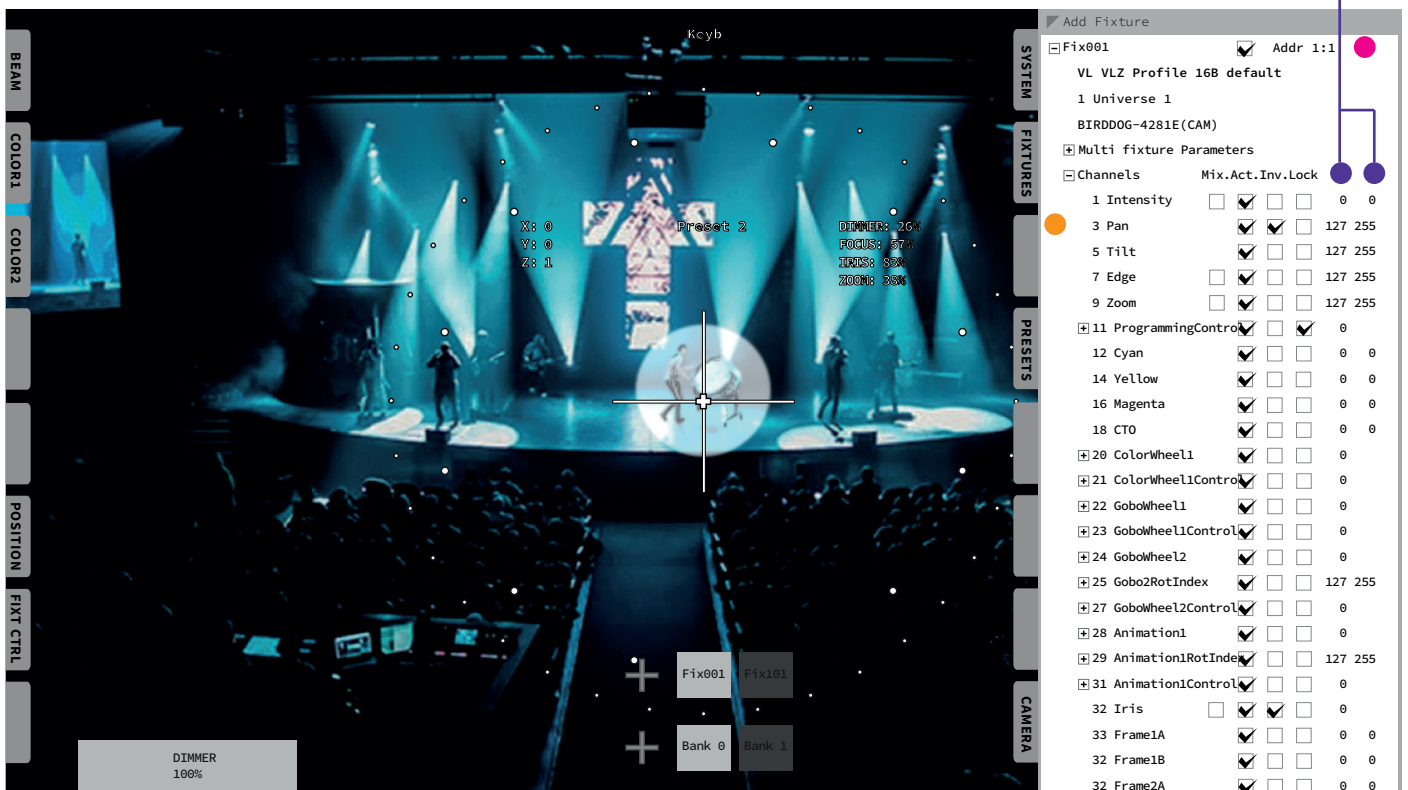 Keyb
BEAM
COLOR1
COLOR2
POSITION
FIXT CTRL
X: 0
Y: 0
Z: 1
Preset 2
DIMMER: 26%
FOCUS: 57%
IRIS: 83%
ZOOM: 38%
Fix001 Fix101
Bank 0 Bank 1
DIMMER
100%
SYSTEM
FIXTURES
PRESETS
CAMERA
Add Fixture
Fix001 Addr 1:1
VL VLZ Profile 16B default
1 Universe 1
BIRDDOG-4281E(CAM)
Multi fixture Parameters
Channels Mix.Act.Inv.Lock
1 Intensity 0 0
3 Pan 127 255
5 Tilt 127 255
7 Edge 127 255
9 Zoom 127 255
11 ProgrammingContro 0
12 Cyan 0 0
14 Yellow 0 0
16 Magenta 0 0
18 CTO 0 0
20 ColorWheel1 0
21 ColorWheel1Contro 0
22 GoboWheel1 0
23 GoboWheel1Control 0
24 GoboWheel2 0
25 Gobo2RotIndex 127 255
27 GoboWheel2Control 0
28 Animation1 0
29 Animation1RotInde 127 255
31 Animation1Control 0
32 Iris 0
33 Frame1A 0 0
32 Frame1B 0 0
32 Frame2A 0 0